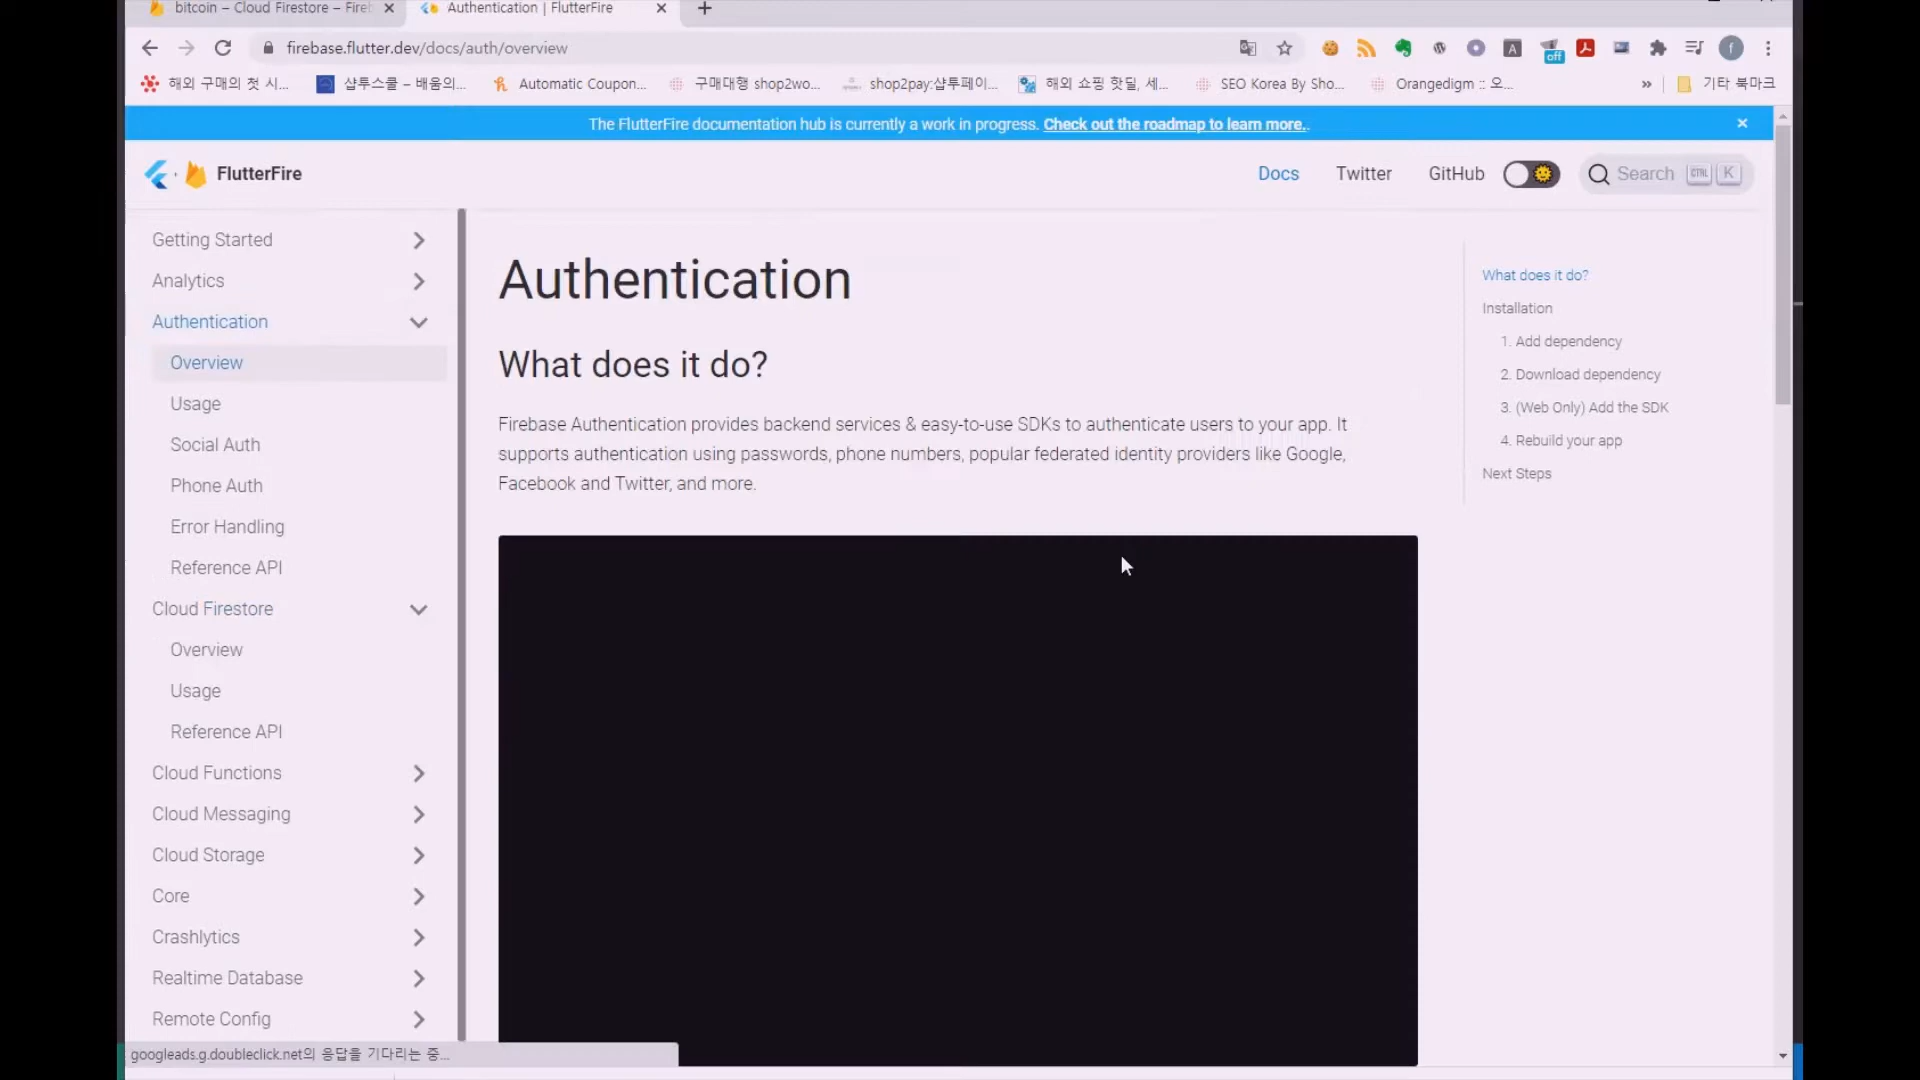 bitcoin – Cloud Firestore – Fireb
Authentication | FlutterFire
firebase.flutter.dev/docs/auth/overview
off
f
해외 구매의 첫 시...
샵투스쿨 – 배움의...
Automatic Coupon...
구매대행 shop2wo...
shop2pay:샵투페이...
해외 쇼핑 핫딜, 세...
SEO Korea By Sho...
Orangedigm :: 오...
»
기타 북마크
The FlutterFire documentation hub is currently a work in progress. Check out the roadmap to learn more..
FlutterFire
Docs
Twitter
GitHub
Search
CTRL
K
Getting Started
Analytics
Authentication
Overview
Usage
Social Auth
Phone Auth
Error Handling
Reference API
Cloud Firestore
Overview
Usage
Reference API
Cloud Functions
Cloud Messaging
Cloud Storage
Core
Crashlytics
Realtime Database
Remote Config
Authentication
What does it do?
Firebase Authentication provides backend services & easy-to-use SDKs to authenticate users to your app. It
supports authentication using passwords, phone numbers, popular federated identity providers like Google,
Facebook and Twitter, and more.
What does it do?
Installation
1. Add dependency
2. Download dependency
3. (Web Only) Add the SDK
4. Rebuild your app
Next Steps
googleads.g.doubleclick.net의 응답을 기다리는 중...